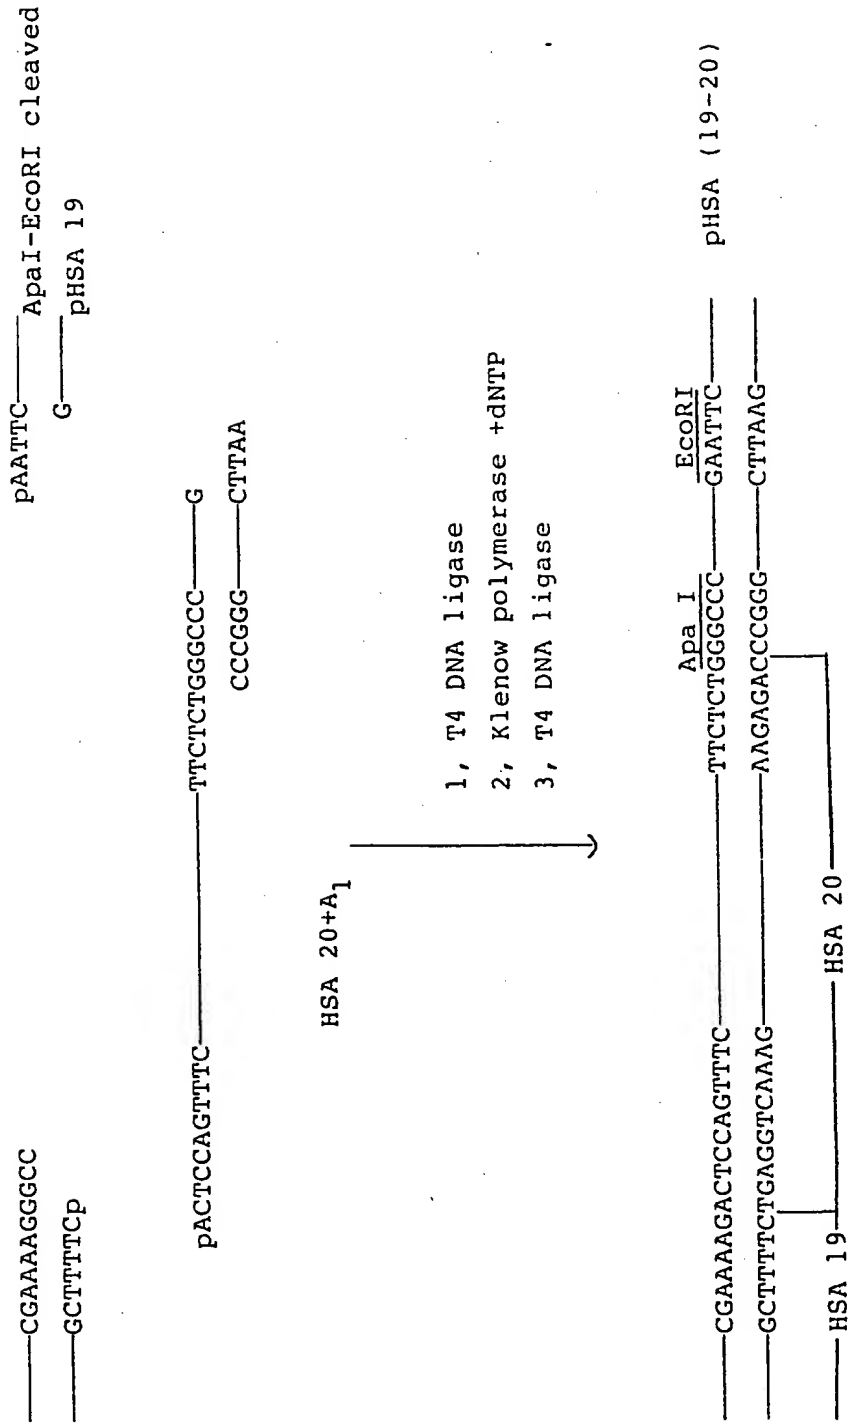 CGAAAAGGGCC pAATTC ApaI-EcoRI cleaved
GCTTTTCp G pHSA 19
pACTCCAGTTTC TTCTCTGGGCCC G
CCCGGG CTTAA
HSA 20+A1
1, T4 DNA ligase
2, Klenow polymerase +dNTP
3, T4 DNA ligase
Apa I EcoRI
CGAAAAGACTCCAGTTTC TTCTCTGGGCCC GAATTC pHSA (19-20)
GCTTTTCTGAGGTCAAAG AAGAGACCCGGG CTTAAG
HSA 19 HSA 20